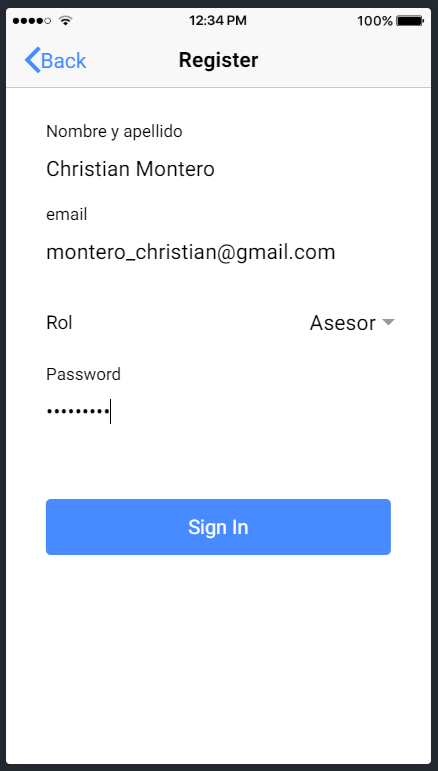 12:34 PM 100%
Back Register
Nombre y apellido
Christian Montero
email
montero_christian@gmail.com
Rol Asesor
Password
•••••••••
Sign In